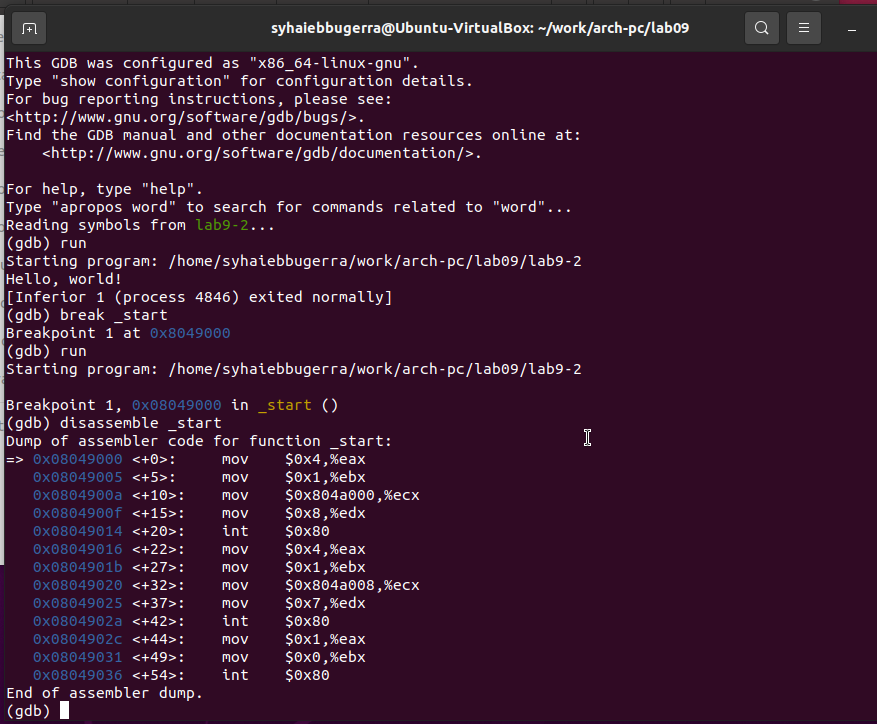 syhaiebbugerra@Ubuntu-VirtualBox: ~/work/arch-pc/lab09
This GDB was configured as "x86_64-linux-gnu".
Type "show configuration" for configuration details.
For bug reporting instructions, please see:
<http://www.gnu.org/software/gdb/bugs/>.
Find the GDB manual and other documentation resources online at:
    <http://www.gnu.org/software/gdb/documentation/>.

For help, type "help".
Type "apropos word" to search for commands related to "word"...
Reading symbols from lab9-2...
(gdb) run
Starting program: /home/syhaiebbugerra/work/arch-pc/lab09/lab9-2
Hello, world!
[Inferior 1 (process 4846) exited normally]
(gdb) break _start
Breakpoint 1 at 0x8049000
(gdb) run
Starting program: /home/syhaiebbugerra/work/arch-pc/lab09/lab9-2

Breakpoint 1, 0x08049000 in _start ()
(gdb) disassemble _start
Dump of assembler code for function _start:
=> 0x08049000 <+0>:     mov    $0x4,%eax
   0x08049005 <+5>:     mov    $0x1,%ebx
   0x0804900a <+10>:    mov    $0x804a000,%ecx
   0x0804900f <+15>:    mov    $0x8,%edx
   0x08049014 <+20>:    int    $0x80
   0x08049016 <+22>:    mov    $0x4,%eax
   0x0804901b <+27>:    mov    $0x1,%ebx
   0x08049020 <+32>:    mov    $0x804a008,%ecx
   0x08049025 <+37>:    mov    $0x7,%edx
   0x0804902a <+42>:    int    $0x80
   0x0804902c <+44>:    mov    $0x1,%eax
   0x08049031 <+49>:    mov    $0x0,%ebx
   0x08049036 <+54>:    int    $0x80
End of assembler dump.
(gdb)